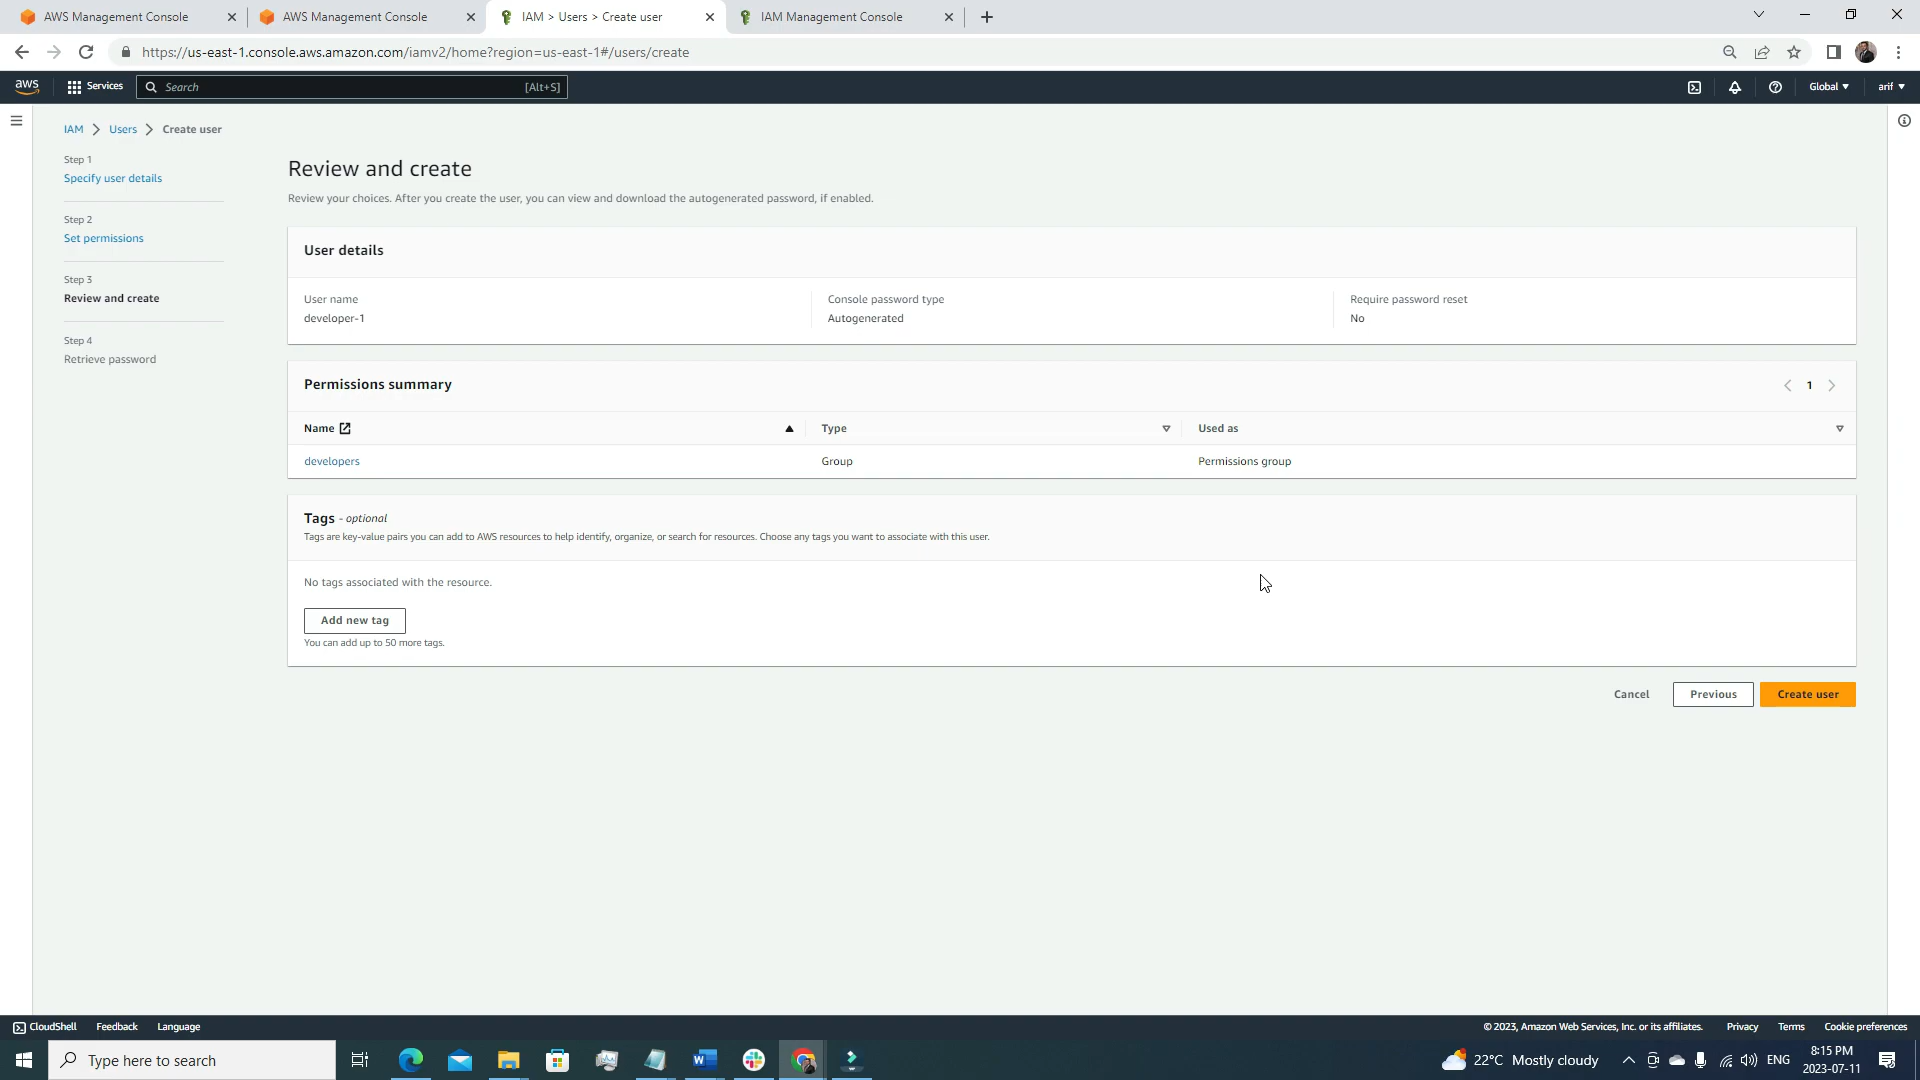 AWS Management Console
AWS Management Console
IAM > Users > Create user
IAM Management Console
https://us-east-1.console.aws.amazon.com/iamv2/home?region=us-east-1#/users/create
aws
Services
Search
[Alt+S]
Global
arif
IAM
Users
Create user
Step 1
Specify user details
Step 2
Set permissions
Step 3
Review and create
Step 4
Retrieve password
Review and create
Review your choices. After you create the user, you can view and download the autogenerated password, if enabled.
User details
User name
developer-1
Console password type
Autogenerated
Require password reset
No
Permissions summary
1
Name
Type
Used as
developers
Group
Permissions group
Tags - optional
Tags are key-value pairs you can add to AWS resources to help identify, organize, or search for resources. Choose any tags you want to associate with this user.
No tags associated with the resource.
Add new tag
You can add up to 50 more tags.
Cancel
Previous
Create user
CloudShell
Feedback
Language
© 2023, Amazon Web Services, Inc. or its affiliates.
Privacy
Terms
Cookie preferences
Type here to search
22°C Mostly cloudy
ENG
8:15 PM
2023-07-11